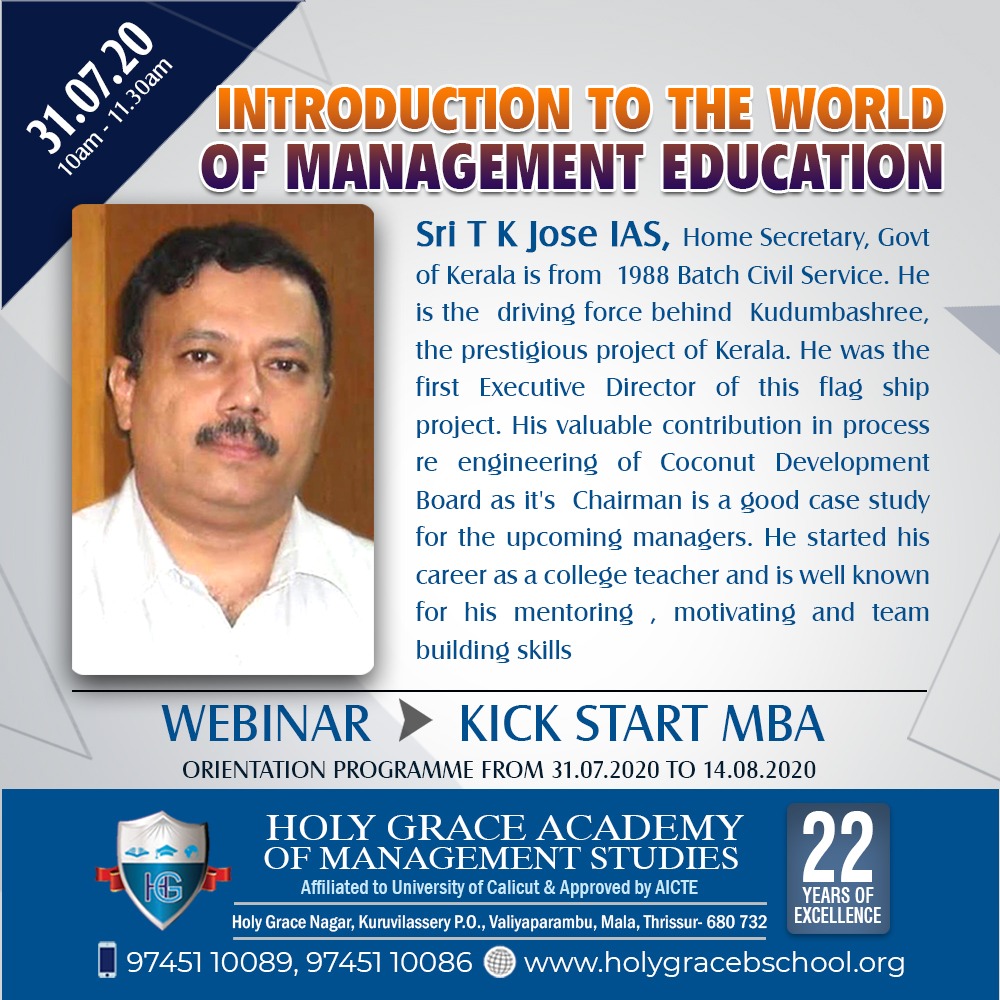 31.07.20
10am - 11.30am
INTRODUCTION TO THE WORLD
OF MANAGEMENT EDUCATION
Sri T K Jose IAS, Home Secretary, Govt
of Kerala is from 1988 Batch Civil Service. He
is the driving force behind Kudumbashree,
the prestigious project of Kerala. He was the
first Executive Director of this flag ship
project. His valuable contribution in process
re engineering of Coconut Development
Board as it's Chairman is a good case study
for the upcoming managers. He started his
career as a college teacher and is well known
for his mentoring , motivating and team
building skills
WEBINAR KICK START MBA
ORIENTATION PROGRAMME FROM 31.07.2020 TO 14.08.2020
HG
HOLY GRACE ACADEMY
OF MANAGEMENT STUDIES
Affiliated to University of Calicut & Approved by AICTE
Holy Grace Nagar, Kuruvilassery P.O., Valiyaparambu, Mala, Thrissur- 680 732
22
YEARS OF
EXCELLENCE
97451 10089, 97451 10086 www.holygracebschool.org